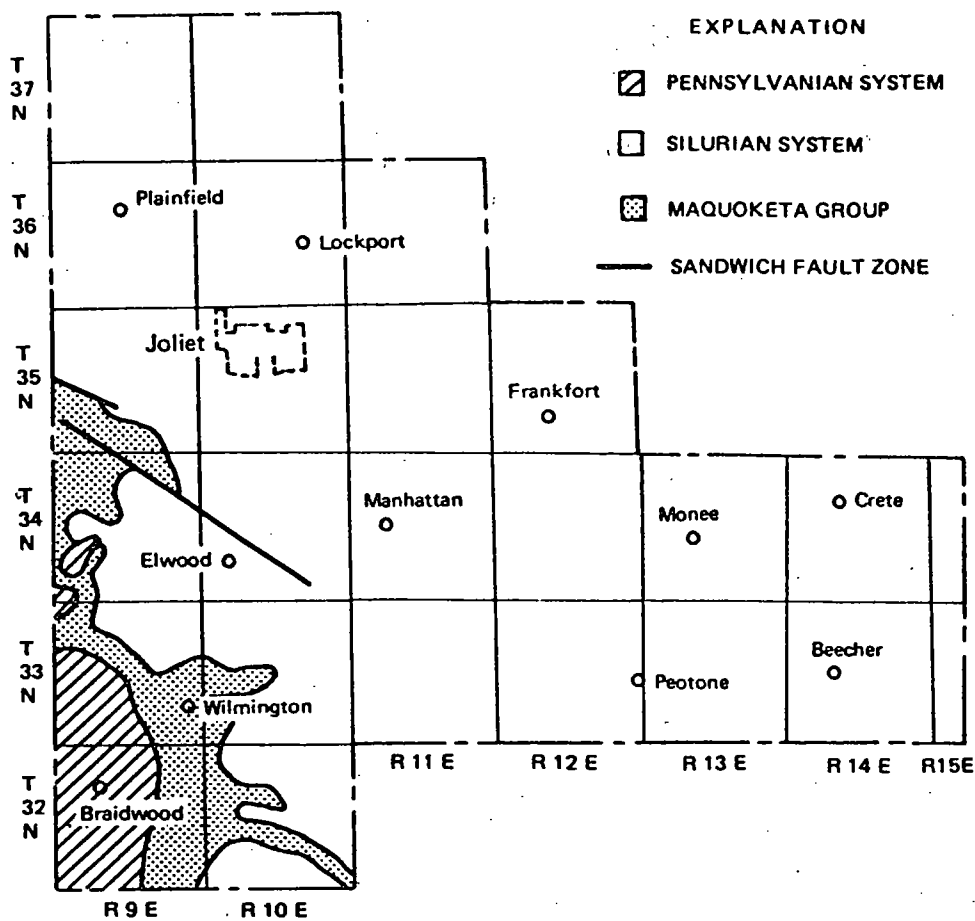 EXPLANATION
PENNSYLVANIAN SYSTEM
SILURIAN SYSTEM
MAQUOKETA GROUP
SANDWICH FAULT ZONE
T
37
N
T
36
N
Plainfield
Lockport
T
35
N
Joliet
Frankfort
T
34
N
Manhattan
Monee
Crete
Elwood
T
33
N
Beecher
Peotone
Wilmington
R 11 E
R 12 E
R 13 E
R 14 E
R15E
T
32
N
Braidwood
R 9 E
R 10 E